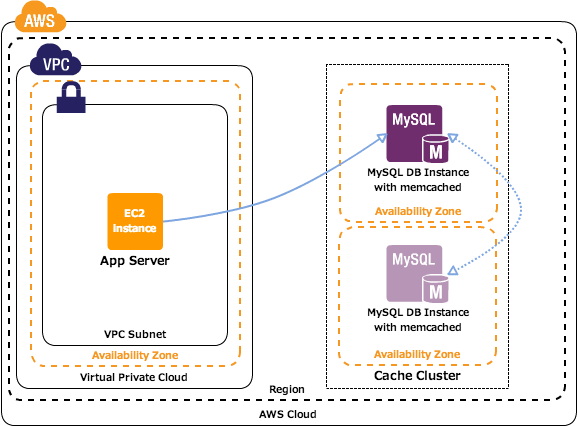 AWS
VPC
EC2
Instance
App Server
VPC Subnet
Availability Zone
Virtual Private Cloud
MySQL
M
MySQL DB Instance
with memcached
Availability Zone
MySQL
M
MySQL DB Instance
with memcached
Availability Zone
Cache Cluster
Region
AWS Cloud